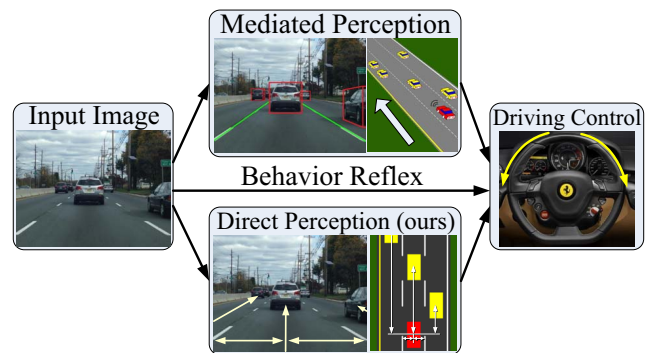 Mediated Perception
Input Image
Driving Control
Behavior Reflex
Direct Perception (ours)